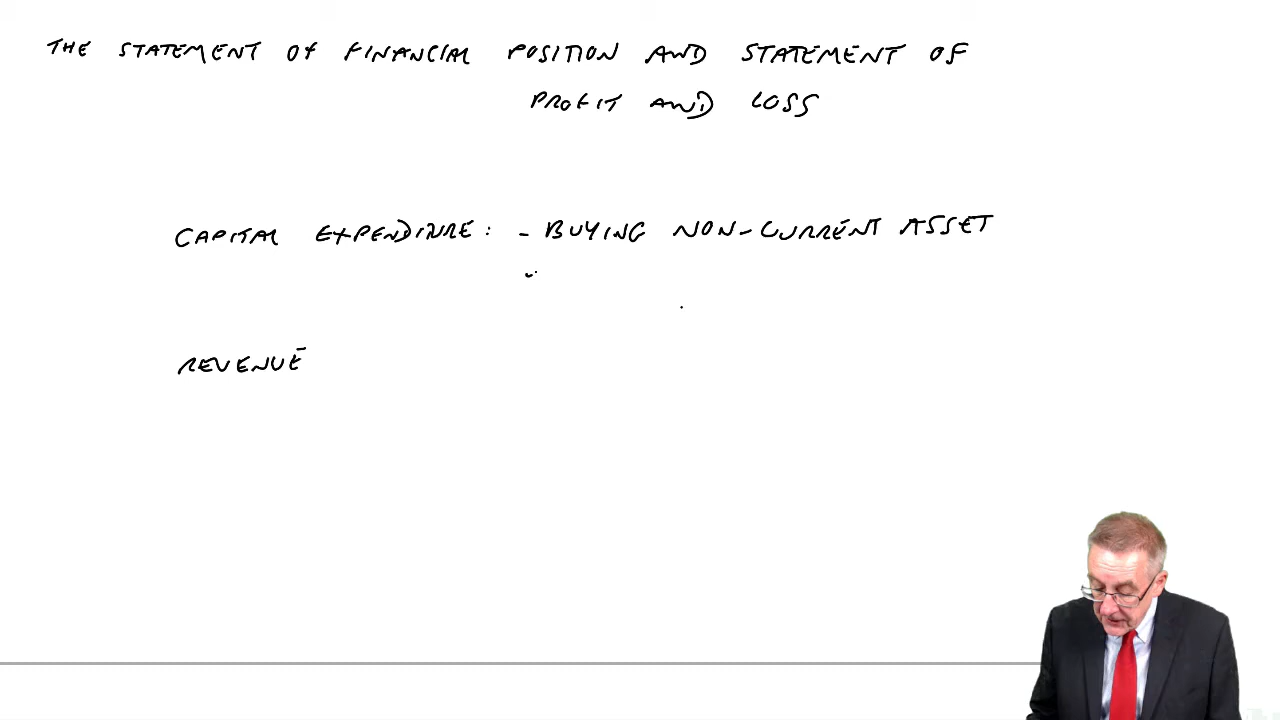 THE STATEMENT OF FINANCIAL POSITION AND STATEMENT OF
PROFIT AND LOSS
CAPITAL EXPENDITURE: - BUYING NON-CURRENT ASSET
REVENUE